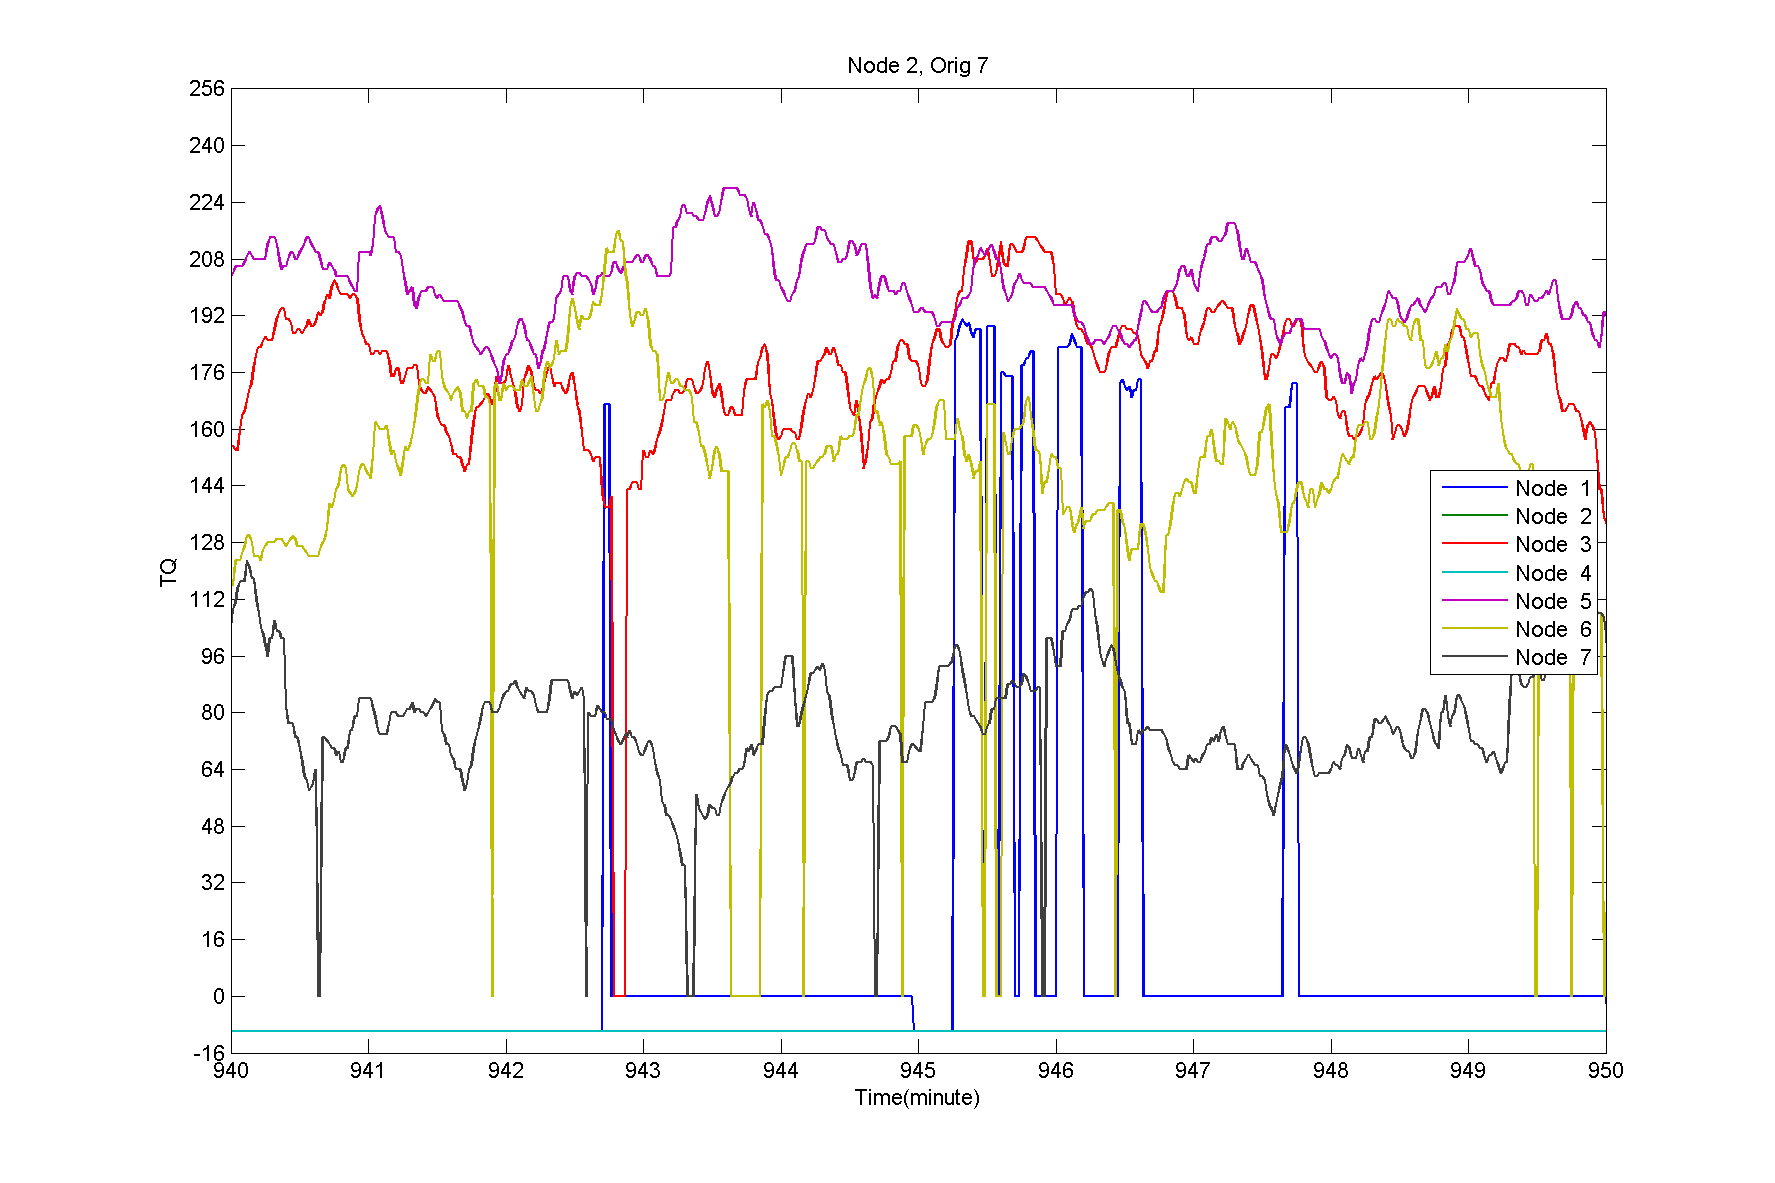 Node 2, Orig 7
256
240
224
208
192
176
160
144
128
112
96
80
64
48
32
16
0
-16
TQ
Node 1
Node 2
Node 3
Node 4
Node 5
Node 6
Node 7
940 941 942 943 944 945 946 947 948 949 950
Time(minute)